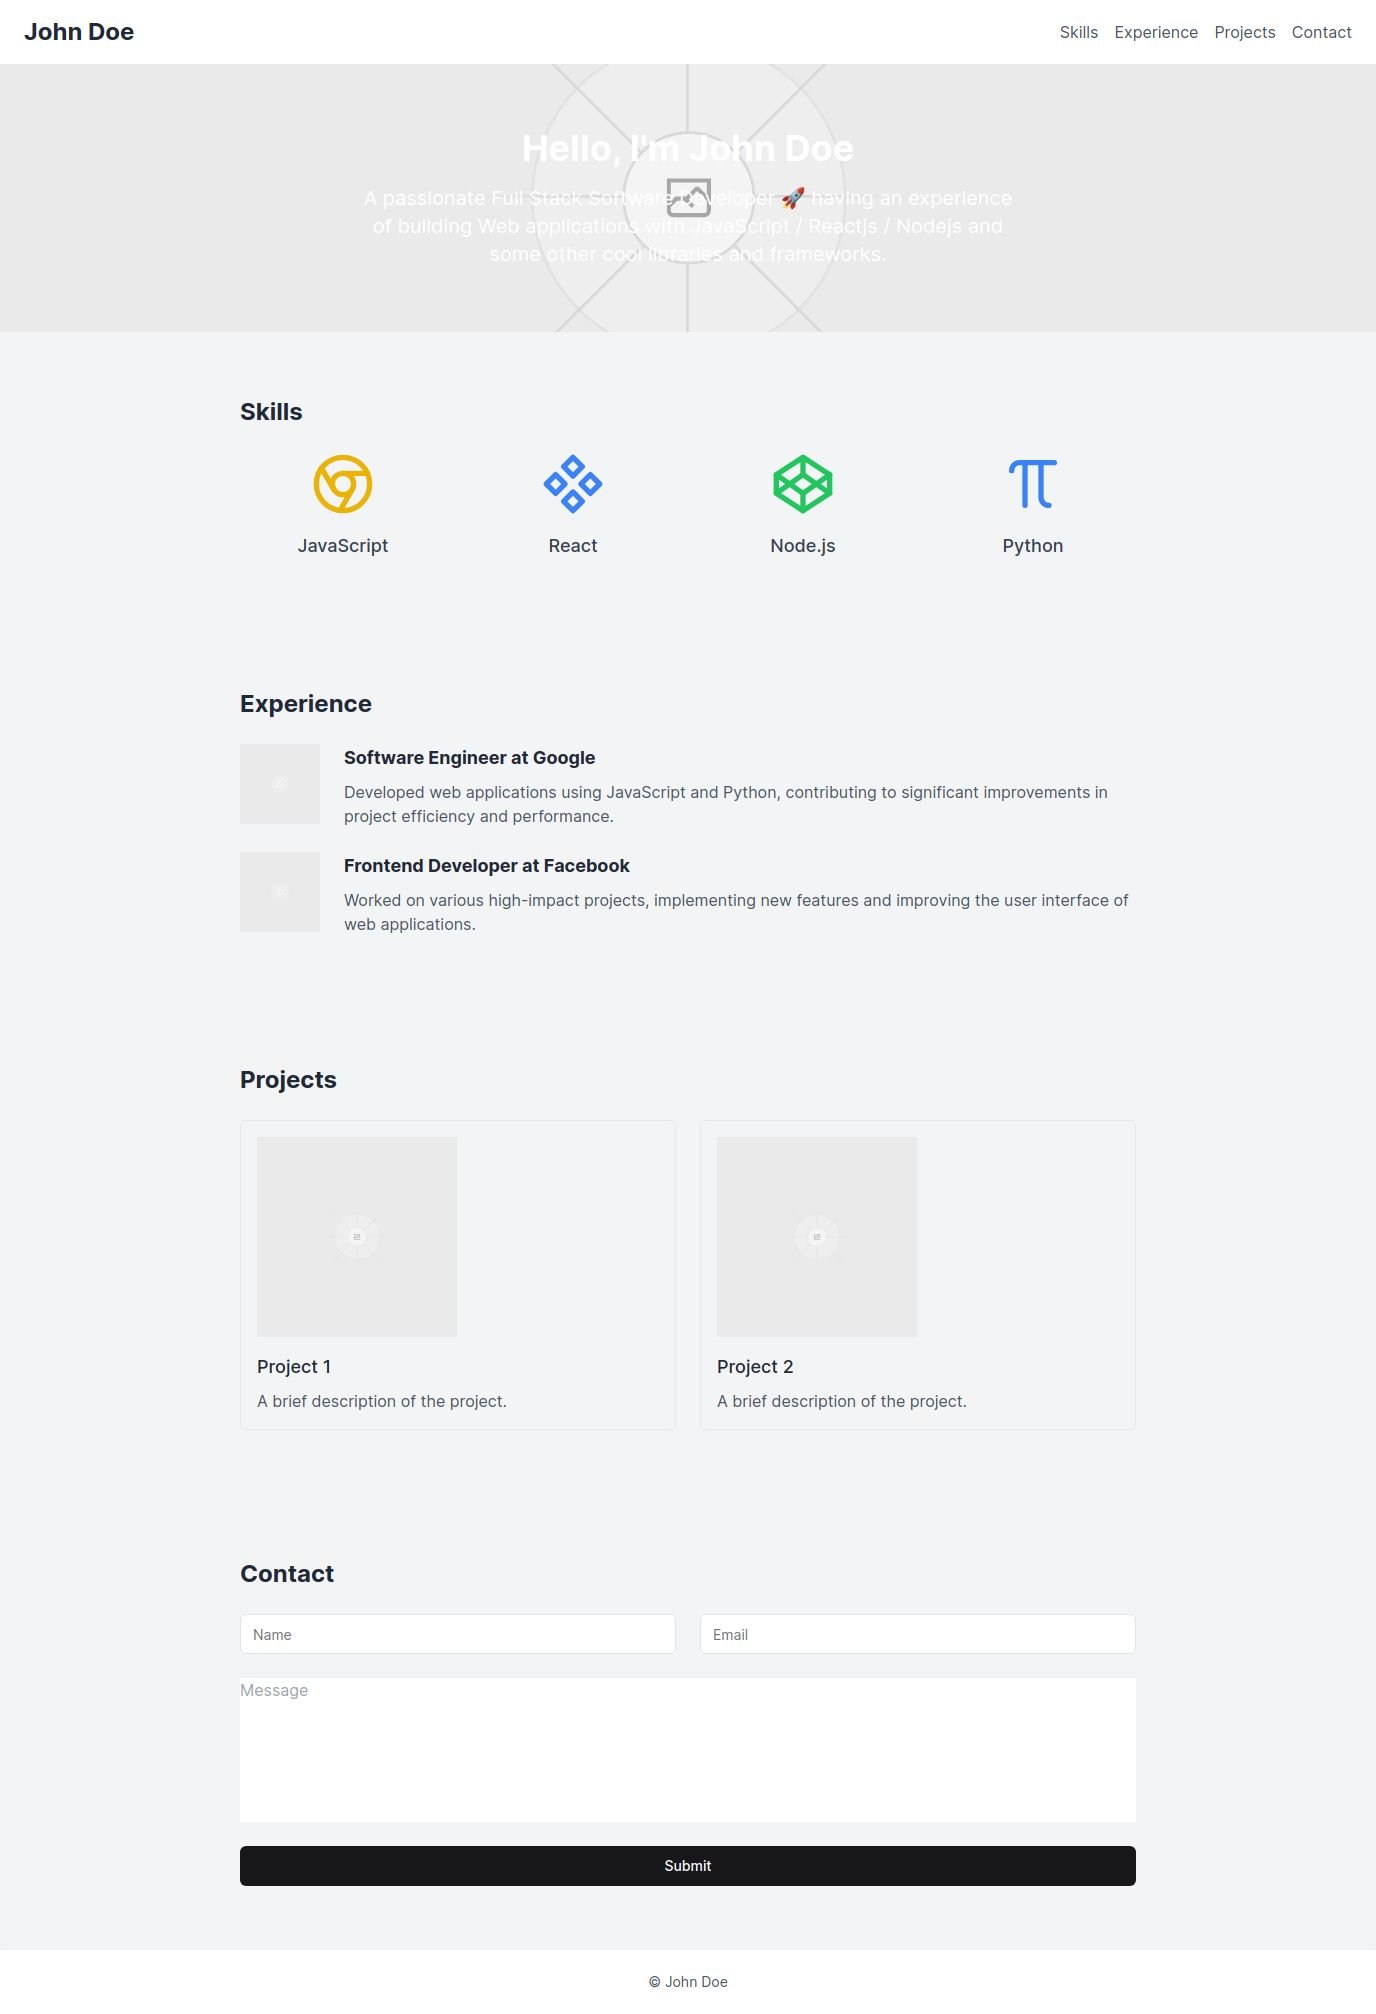 John Doe
Skills Experience Projects Contact
Hello, I'm John Doe
A passionate Full Stack Software Developer 🚀 having an experience
of building Web applications with JavaScript / Reactjs / Nodejs and
some other cool libraries and frameworks.
Skills
JavaScript
React
Node.js
Python
Experience
Software Engineer at Google
Developed web applications using JavaScript and Python, contributing to significant improvements in
project efficiency and performance.
Frontend Developer at Facebook
Worked on various high-impact projects, implementing new features and improving the user interface of
web applications.
Projects
Project 1
A brief description of the project.
Project 2
A brief description of the project.
Contact
Name
Email
Message
Submit
© John Doe